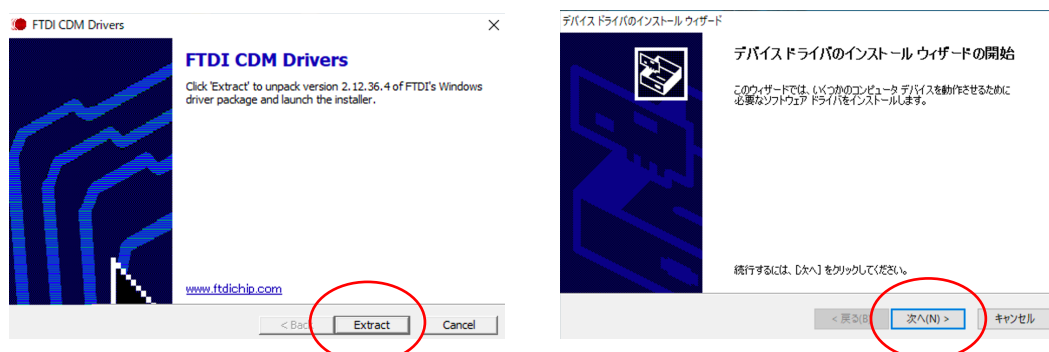 FTDI CDM Drivers
FTDI CDM Drivers
Click 'Extract' to unpack version 2.12.36.4 of FTDI's Windows
driver package and launch the installer.
www.ftdichip.com
< Back
Extract
Cancel
デバイス ドライバのインストール ウィザード
デバイス ドライバのインストール ウィザードの開始
このウィザードでは、いくつかのコンピュータ デバイスを動作させるために
必要なソフトウェア ドライバをインストールします。
続行するには、[次へ] をクリックしてください。
< 戻る(B)
次へ(N) >
キャンセル